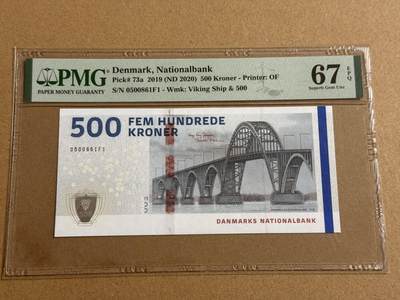 PMG
PAPER MONEY GUARANTY
Denmark, Nationalbank
Pick# 73a 2019 (ND 2020) 500 Kroner - Printer: OF
S/N 0500861F1 - Wmk: Viking Ship & 500
67 EPQ
Superb Gem Unc
500 FEM HUNDREDE
KRONER
0500861F1
DANMARKS NATIONALBANK